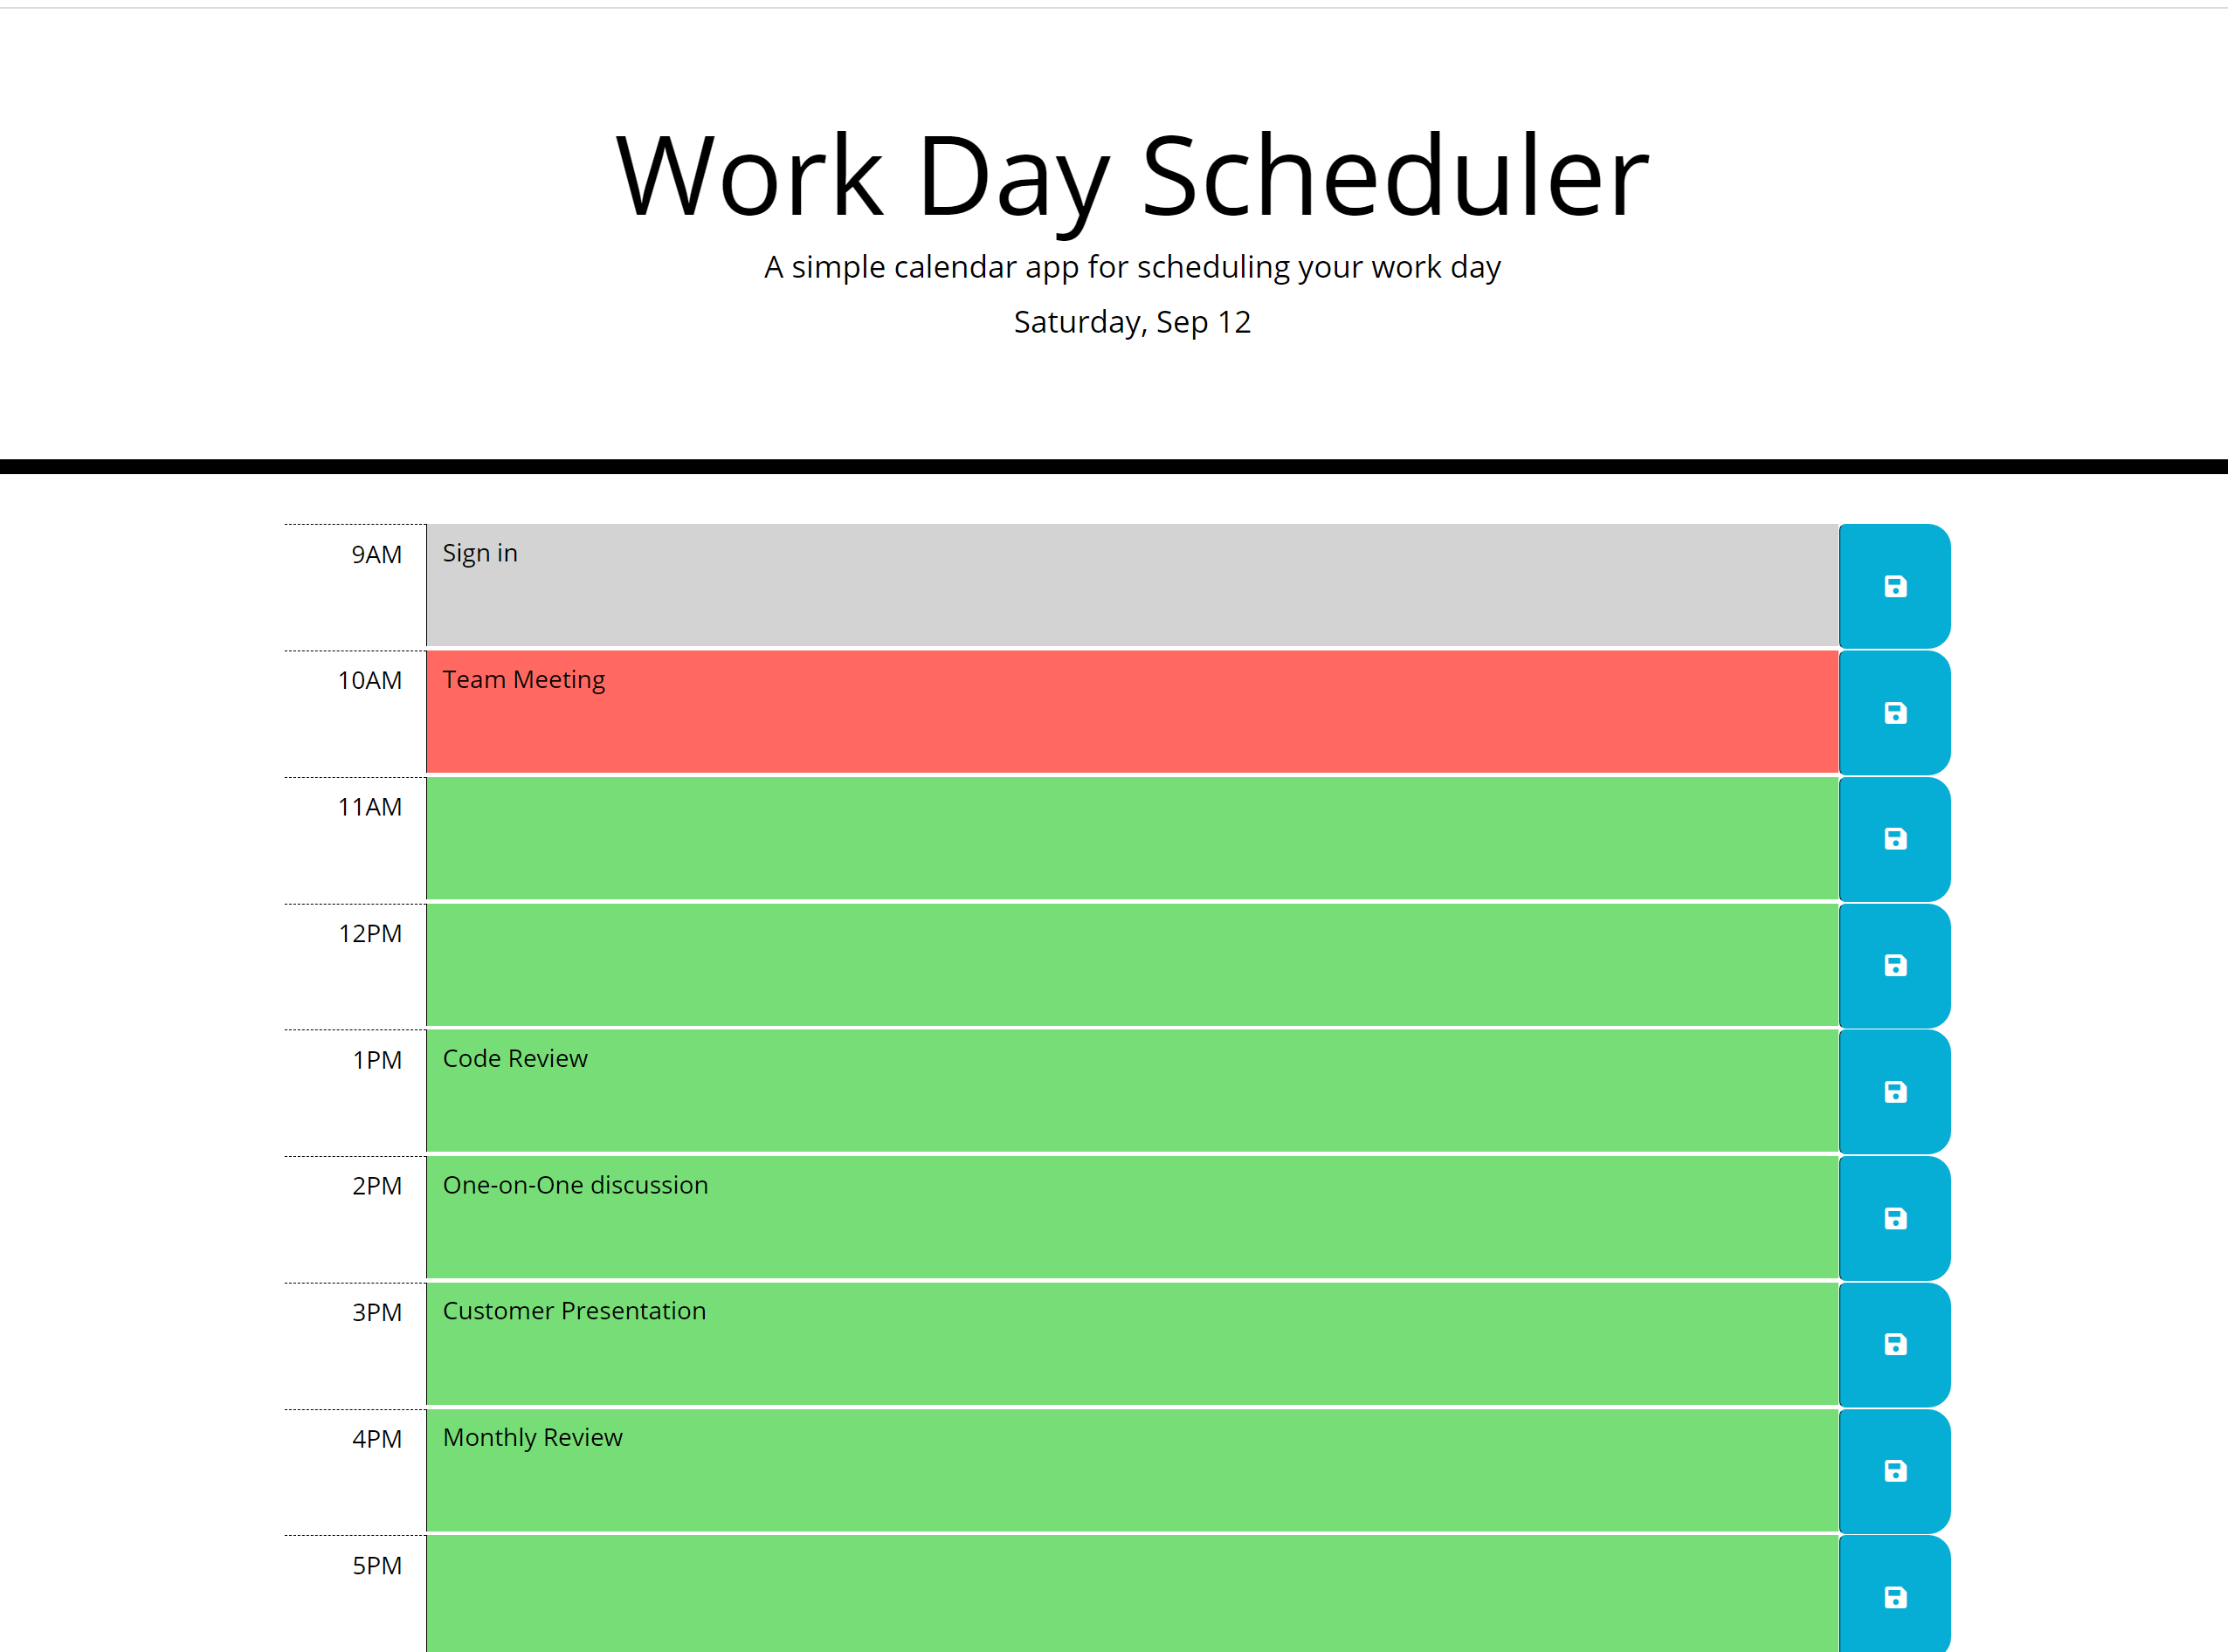 Work Day Scheduler
A simple calendar app for scheduling your work day
Saturday, Sep 12
9AM Sign in
10AM Team Meeting
11AM
12PM
1PM Code Review
2PM One-on-One discussion
3PM Customer Presentation
4PM Monthly Review
5PM